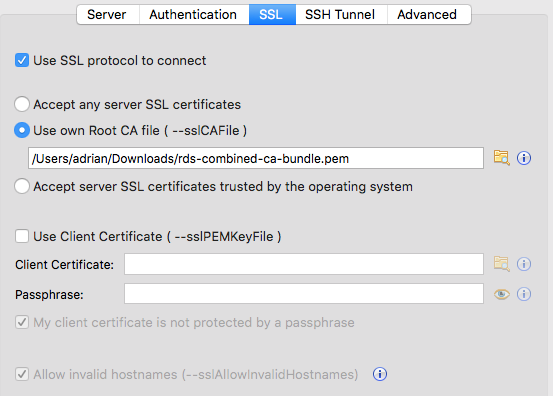 Server Authentication SSL SSH Tunnel Advanced
Use SSL protocol to connect
Accept any server SSL certificates
Use own Root CA file ( --sslCAFile )
/Users/adrian/Downloads/rds-combined-ca-bundle.pem
Accept server SSL certificates trusted by the operating system
Use Client Certificate ( --sslPEMKeyFile )
Client Certificate:
Passphrase:
My client certificate is not protected by a passphrase
Allow invalid hostnames (--sslAllowInvalidHostnames)